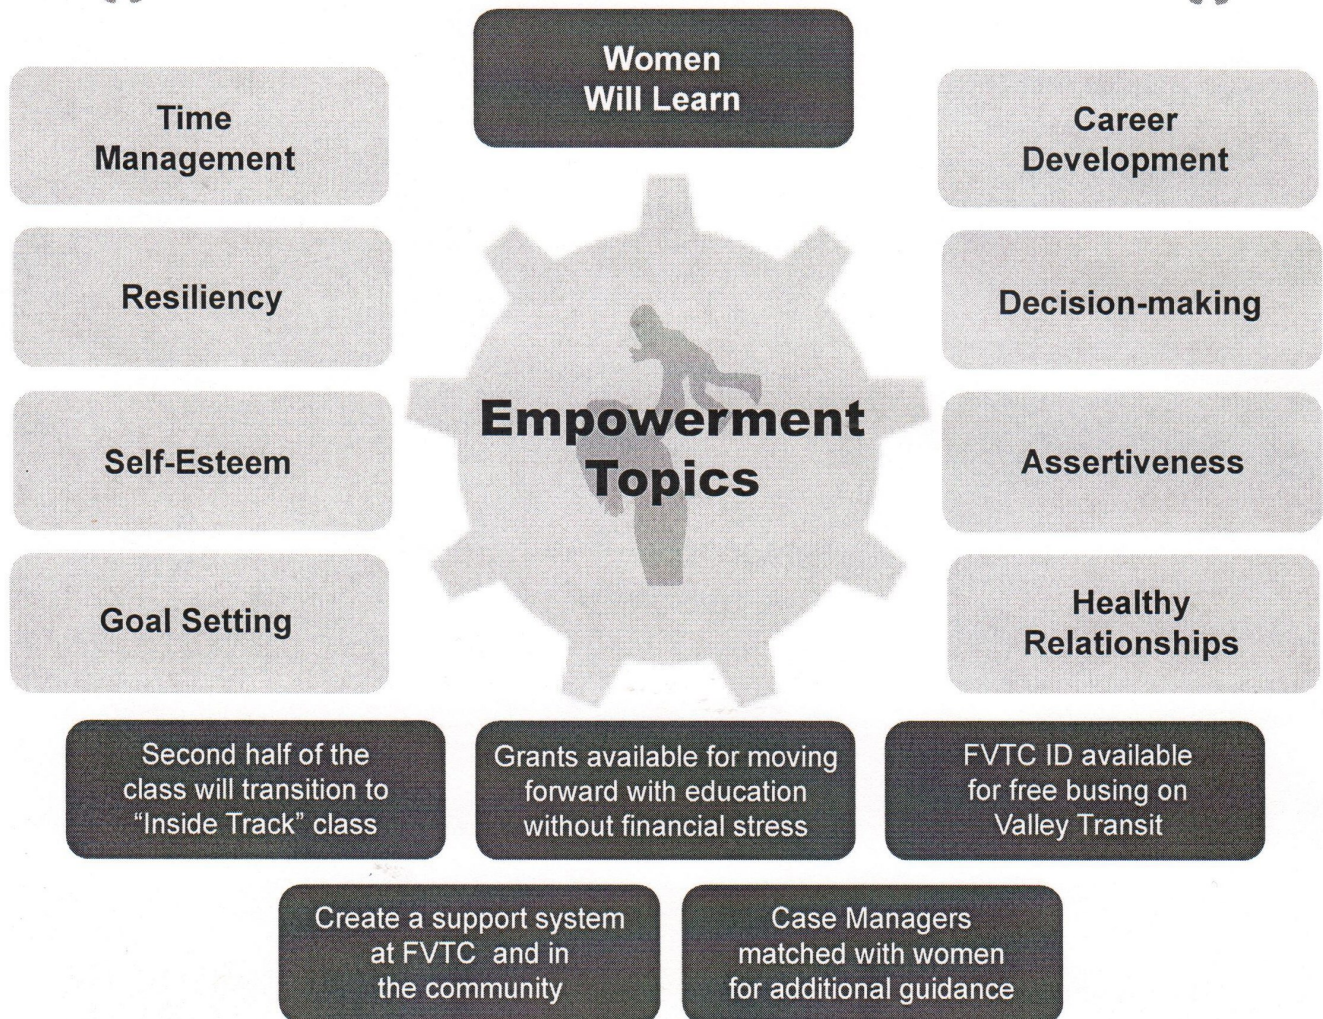 Women
Will Learn
Time
Management
Resiliency
Self-Esteem
Goal Setting
Empowerment
Topics
Career
Development
Decision-making
Assertiveness
Healthy
Relationships
Second half of the
class will transition to
“Inside Track” class
Grants available for moving
forward with education
without financial stress
FVTC ID available
for free busing on
Valley Transit
Create a support system
at FVTC and in
the community
Case Managers
matched with women
for additional guidance